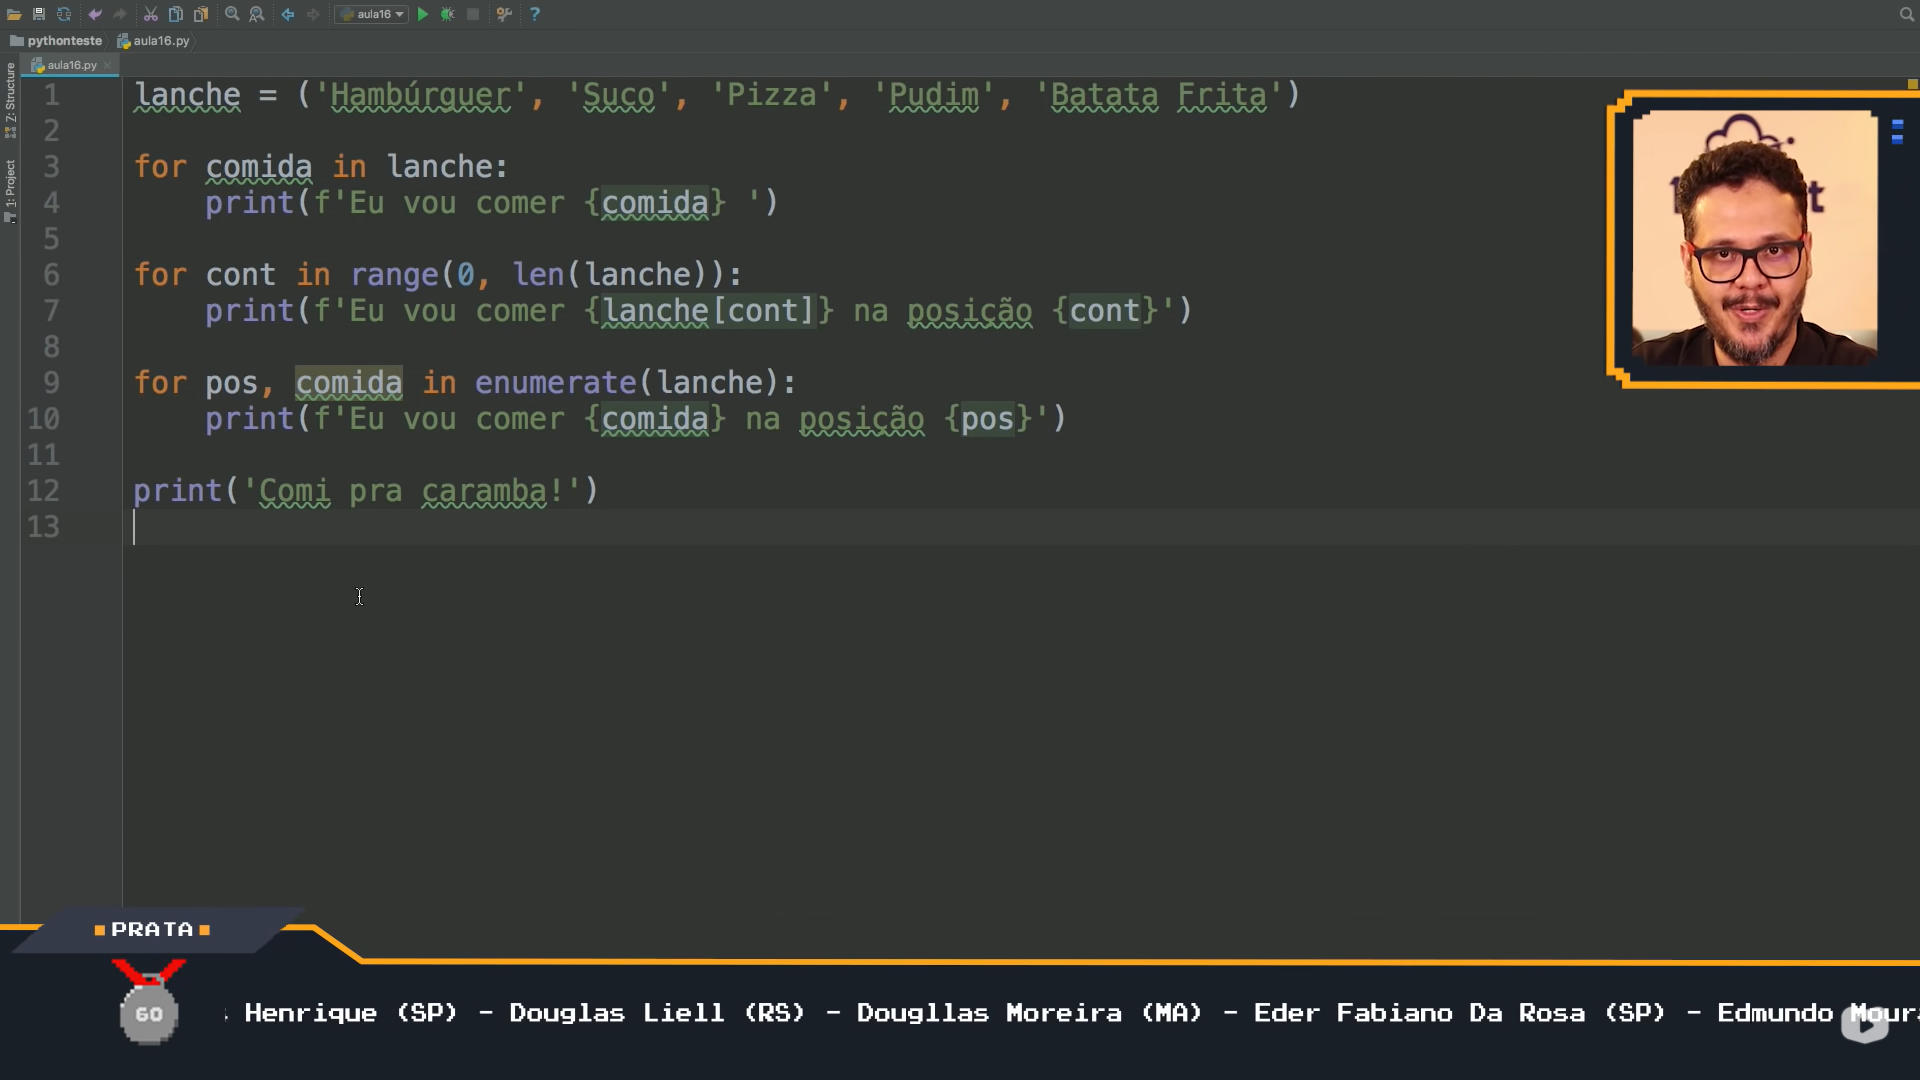 aula16
pythonteste
aula16.py
aula16.py
Z: Structure
1: Project
1 lanche = ('Hambúrguer', 'Suco', 'Pizza', 'Pudim', 'Batata Frita')
2
3 for comida in lanche:
4 print(f'Eu vou comer {comida} ')
5
6 for cont in range(0, len(lanche)):
7 print(f'Eu vou comer {lanche[cont]} na posição {cont}')
8
9 for pos, comida in enumerate(lanche):
10 print(f'Eu vou comer {comida} na posição {pos}')
11
12 print('Comi pra caramba!')
13
PRATA
GO
Henrique (SP) - Douglas Liell (RS) - Dougllas Moreira (MA) - Eder Fabiano Da Rosa (SP) - Edmundo